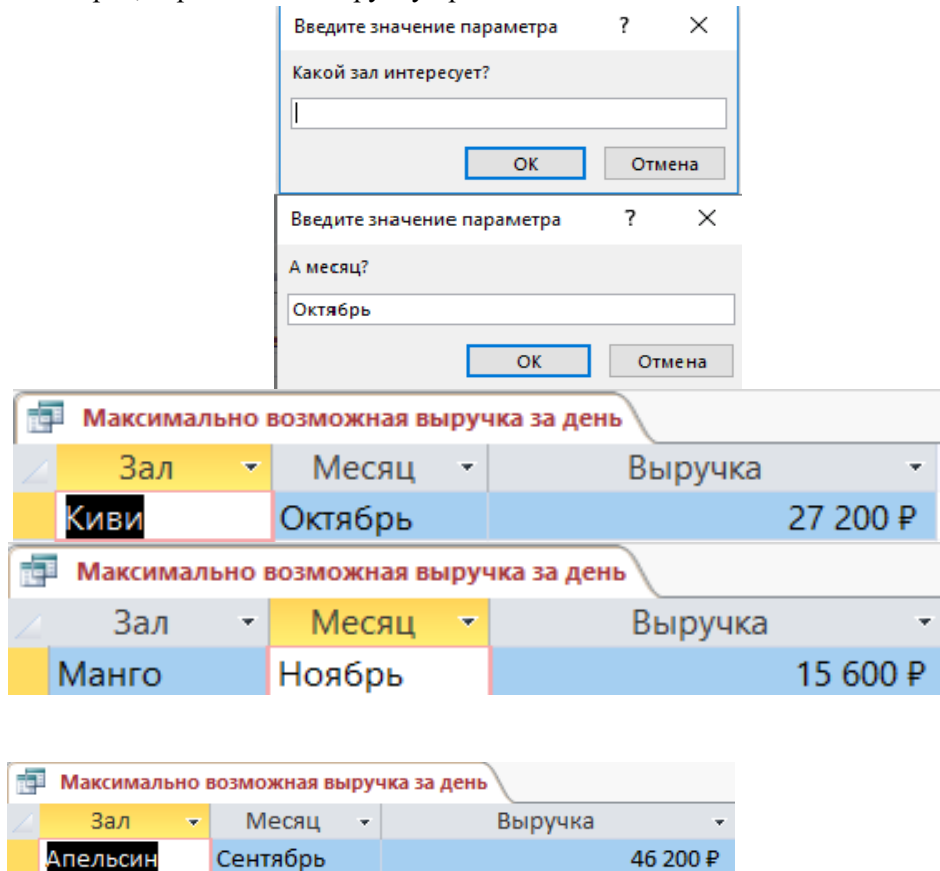 Введите значение параметра ? ×
Какой зал интересует?
ОК Отмена
Введите значение параметра ? ×
А месяц?
Октябрь
ОК Отмена
Максимально возможная выручка за день
Зал Месяц Выручка
Киви Октябрь 27 200 ₽
Максимально возможная выручка за день
Зал Месяц Выручка
Манго Ноябрь 15 600 ₽
Максимально возможная выручка за день
Зал Месяц Выручка
Апельсин Сентябрь 46 200 ₽